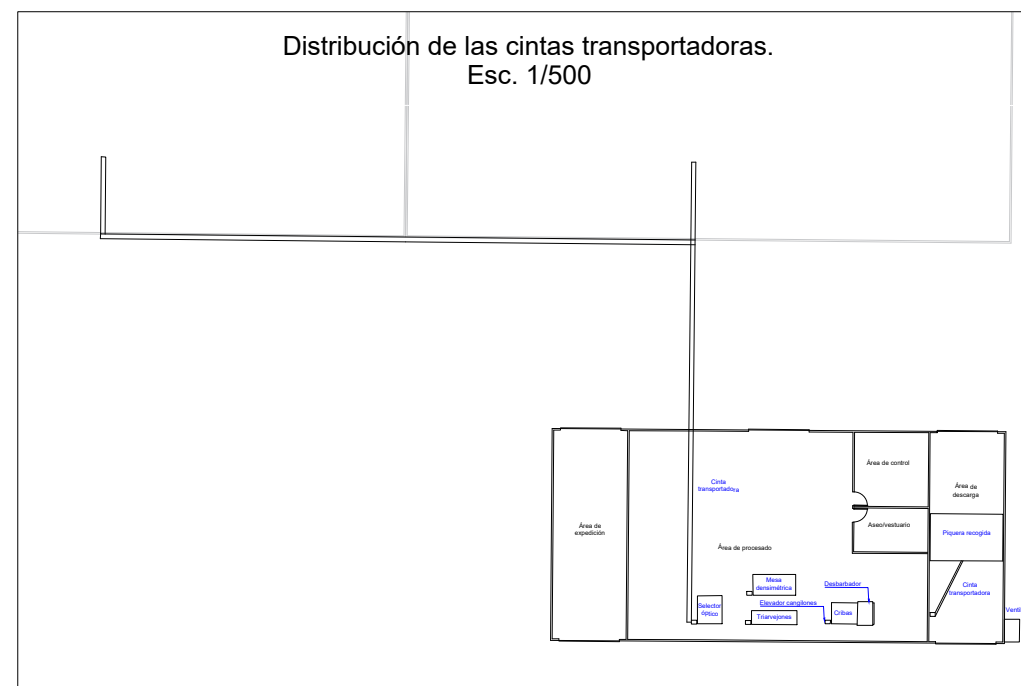 Distribución de las cintas transportadoras.
Esc. 1/500
Área de control
Cinta
transportadora
Área de
descarga
Área de
expedición
Aseo/vestuario
Piquera recogida
Área de procesado
Mesa
densimétrica
Desbarbador
Cinta
transportadora
Selector
óptico
Elevador cangilones
Triarvejones
Cribas
Venti